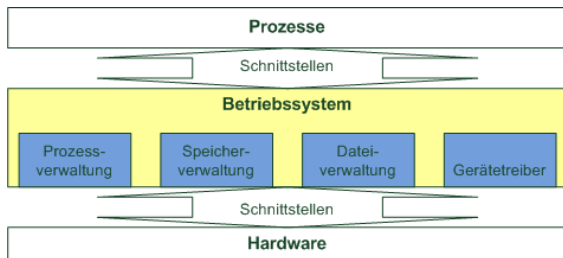 Prozesse
Schnittstellen
Betriebssystem
Prozess-
verwaltung
Speicher-
verwaltung
Datei-
verwaltung
Gerätetreiber
Schnittstellen
Hardware